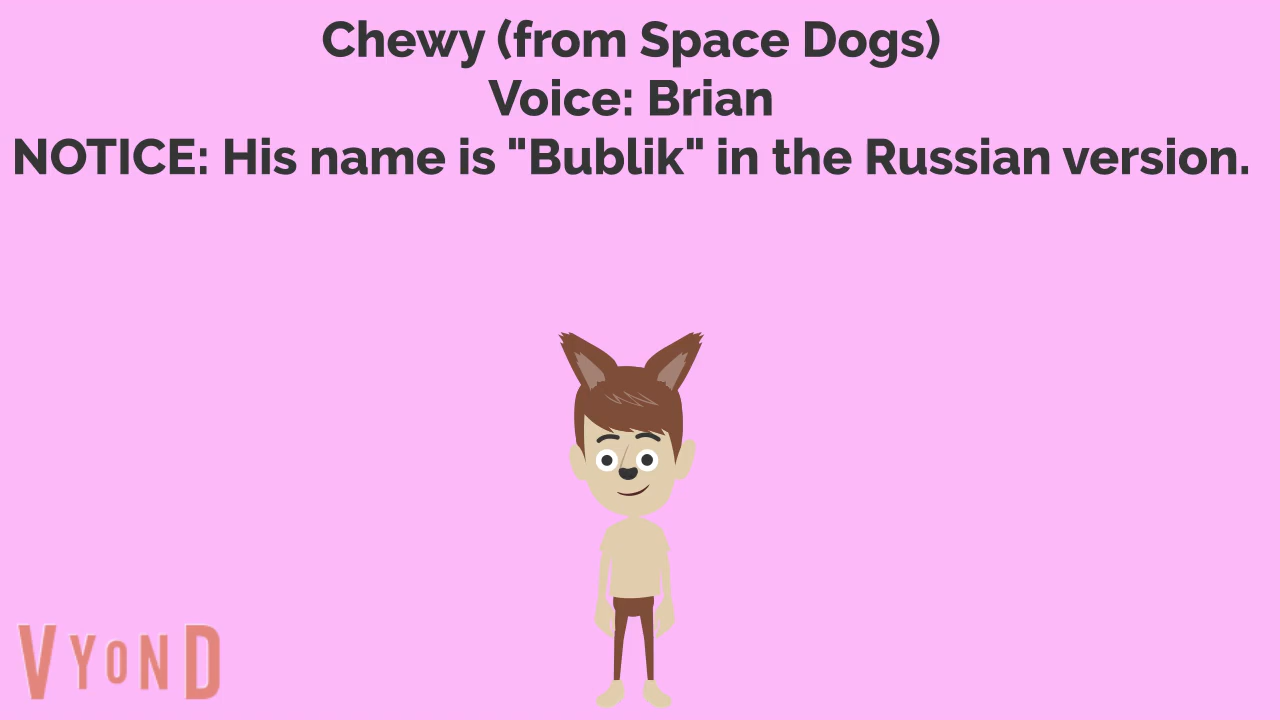 Chewy (from Space Dogs)
Voice: Brian
NOTICE: His name is "Bublik" in the Russian version.
VYOND